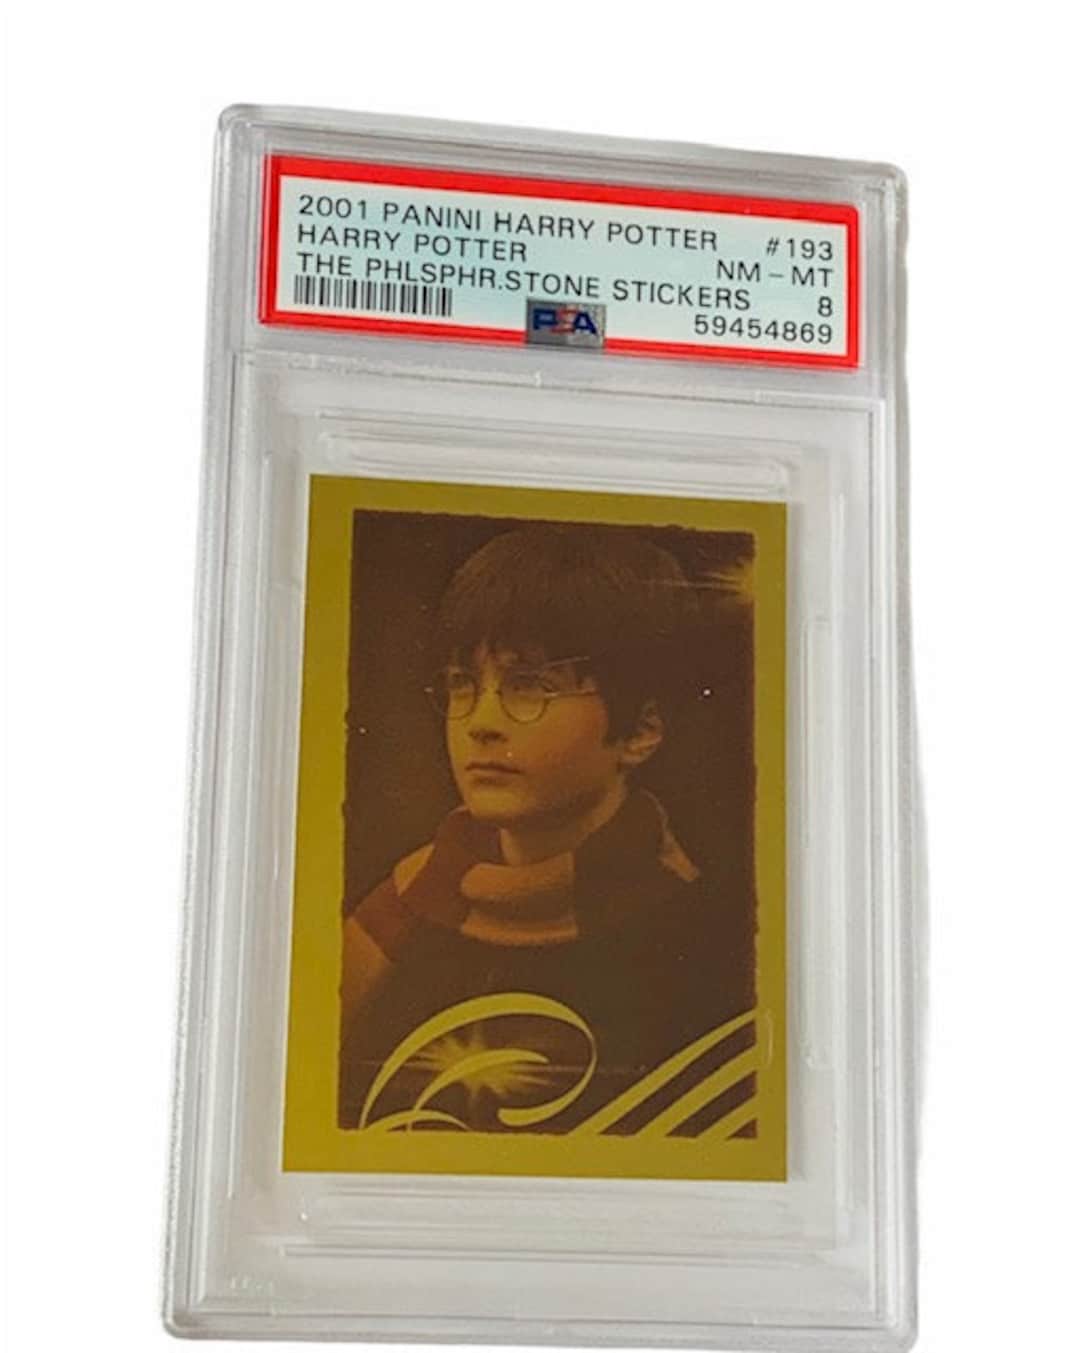 2001 PANINI HARRY POTTER #193
HARRY POTTER NM - MT
THE PHLSPHR.STONE STICKERS 8
PSA 59454869